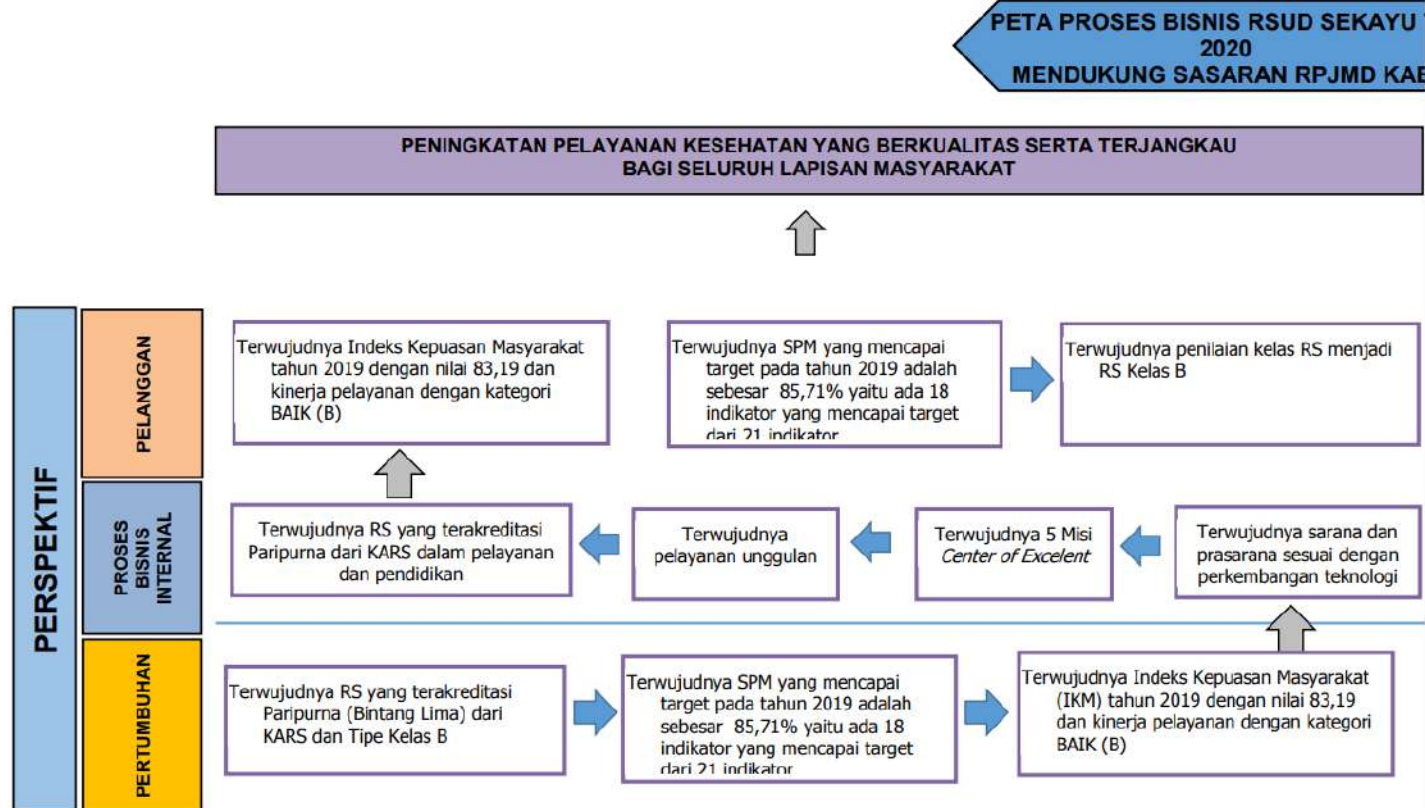 PETA PROSES BISNIS RSUD SEKAYU
2020
MENDUKUNG SASARAN RPJMD
PENINGKATAN PELAYANAN KESEHATAN YANG BERKUALITAS SERTA TERJANGKAU
BAGI SELURUH LAPISAN MASYARAKAT
PERSPEKTIF
PELANGGAN
Terwujudnya Indeks Kepuasan Masyarakat
tahun 2019 dengan nilai 83,19 dan
kinerja pelayanan dengan kategori
BAIK (B)
Terwujudnya SPM yang mencapai
target pada tahun 2019 adalah
sebesar 85,71% yaitu ada 18
indikator yang mencapai target
dari 21 indikator
Terwujudnya penilaian kelas RS menjadi
RS Kelas B
PROSES
BISNIS
INTERNAL
Terwujudnya RS yang terakreditasi
Paripurna dari KARS dalam pelayanan
dan pendidikan
Terwujudnya
pelayanan unggulan
Terwujudnya 5 Misi
Center of Excelent
Terwujudnya sarana dan
prasarana sesuai dengan
perkembangan teknologi
PERTUMBUHAN
Terwujudnya RS yang terakreditasi
Paripurna (Bintang Lima) dari
KARS dan Tipe Kelas B
Terwujudnya SPM yang mencapai
target pada tahun 2019 adalah
sebesar 85,71% yaitu ada 18
indikator yang mencapai target
dari 21 indikator
Terwujudnya Indeks Kepuasan Masyarakat
(IKM) tahun 2019 dengan nilai 83,19
dan kinerja pelayanan dengan kategori
BAIK (B)